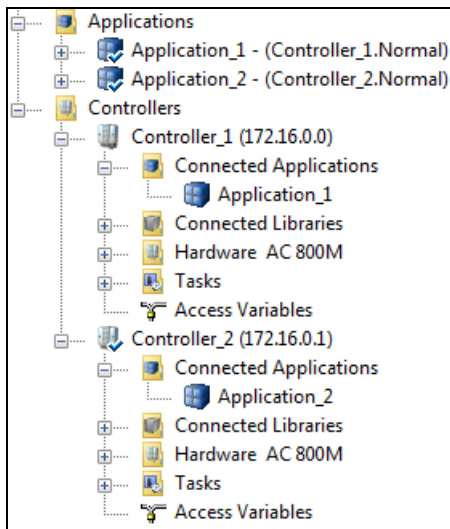 Applications
Application_1 - (Controller_1.Normal)
Application_2 - (Controller_2.Normal)
Controllers
Controller_1 (172.16.0.0)
Connected Applications
Application_1
Connected Libraries
Hardware AC 800M
Tasks
Access Variables
Controller_2 (172.16.0.1)
Connected Applications
Application_2
Connected Libraries
Hardware AC 800M
Tasks
Access Variables